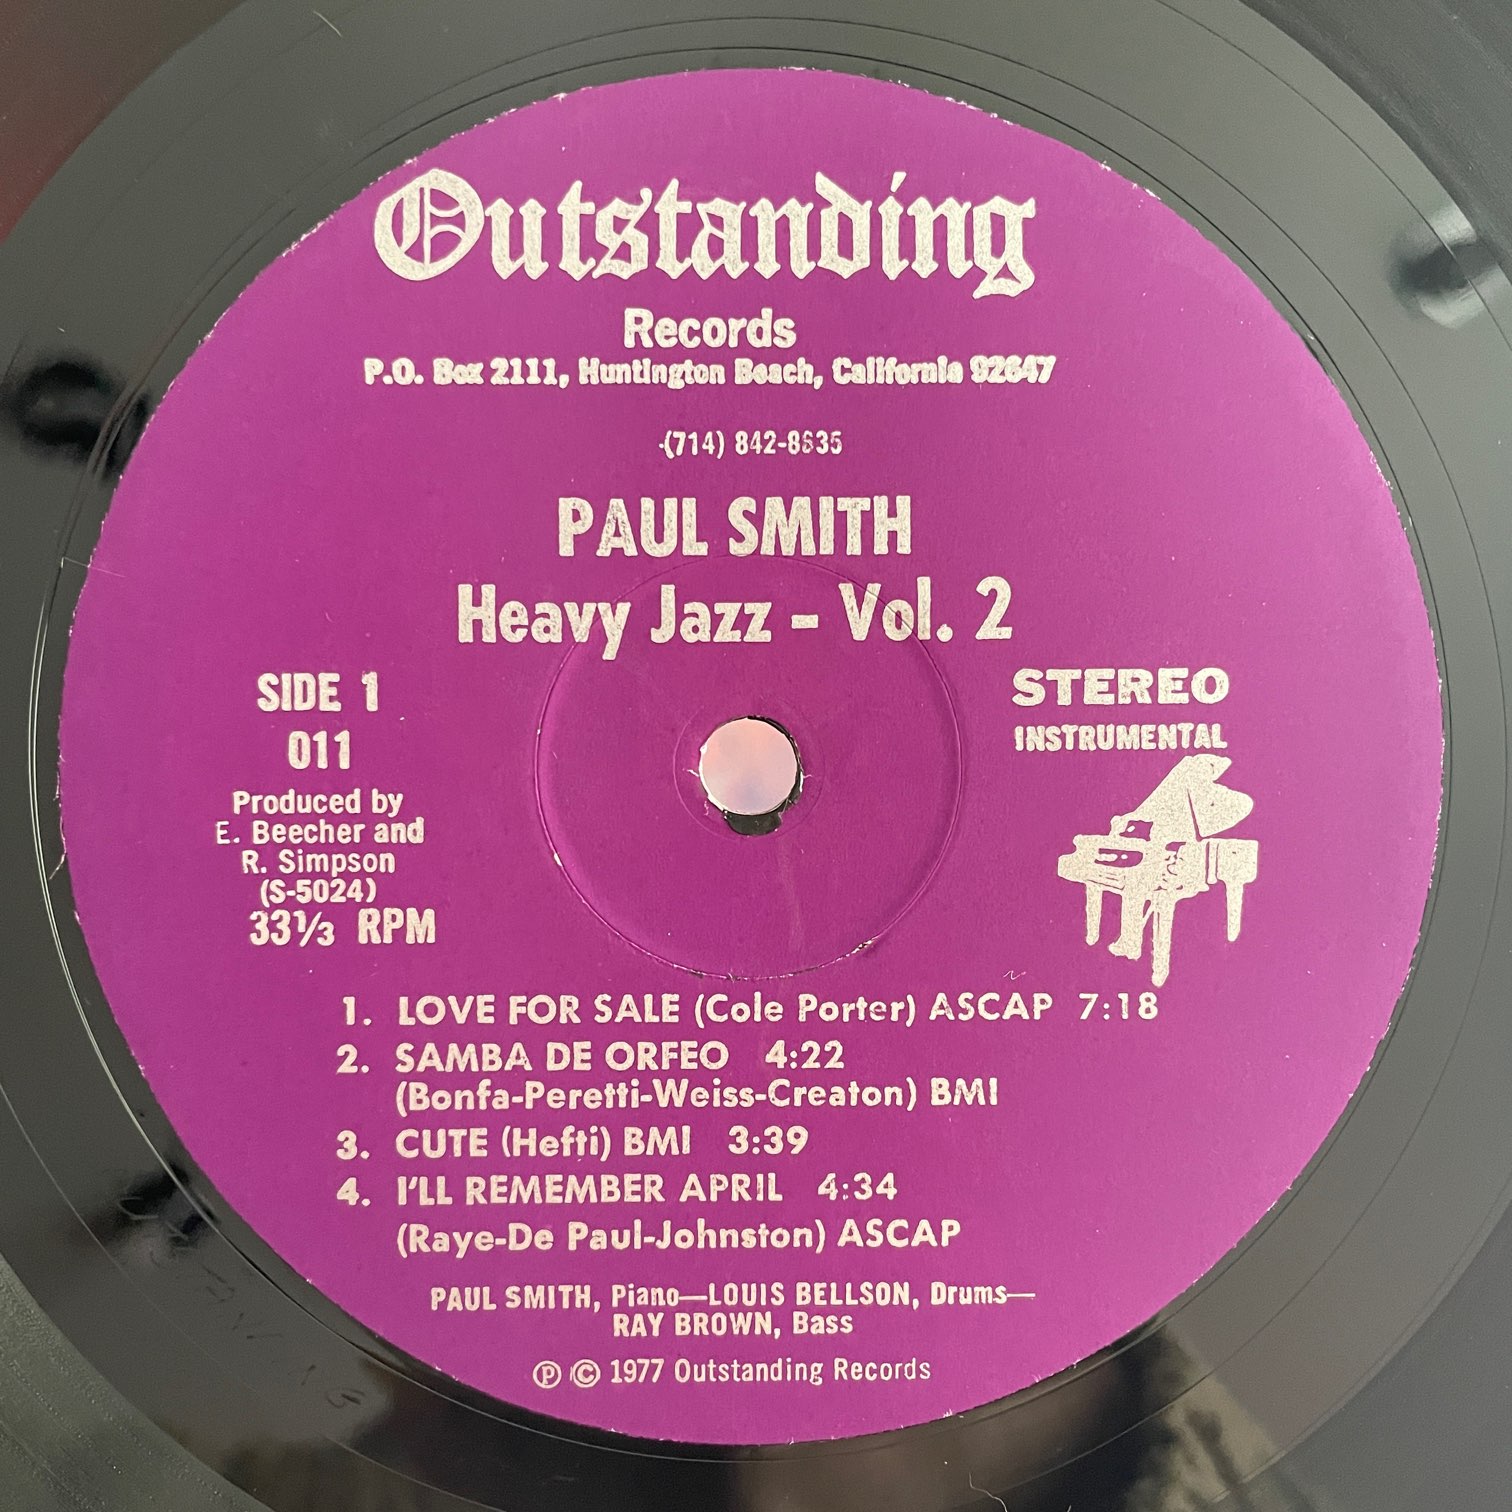 Outstanding
Records
P.O. Box 2111, Huntington Beach, California 92647
(714) 842-8635
PAUL SMITH
Heavy Jazz - Vol. 2
SIDE 1
011
Produced by
E. Beecher and
R. Simpson
(S-5024)
33⅓ RPM
STEREO
INSTRUMENTAL
1. LOVE FOR SALE (Cole Porter) ASCAP 7:18
2. SAMBA DE ORFEO 4:22
(Bonfa-Peretti-Weiss-Creaton) BMI
3. CUTE (Hefti) BMI 3:39
4. I'LL REMEMBER APRIL 4:34
(Raye-De Paul-Johnston) ASCAP
PAUL SMITH, Piano—LOUIS BELLSON, Drums—
RAY BROWN, Bass
Ⓟ © 1977 Outstanding Records